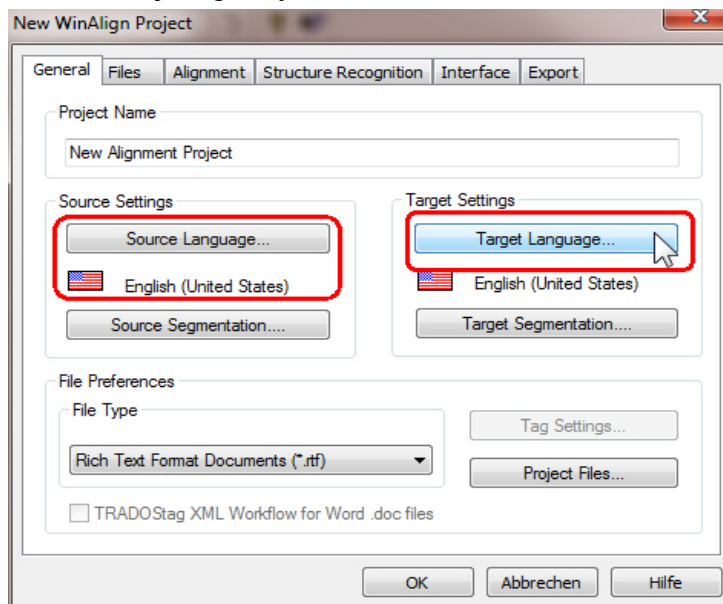 New WinAlign Project
General Files Alignment Structure Recognition Interface Export
Project Name
New Alignment Project
Source Settings
Source Language...
English (United States)
Source Segmentation....
Target Settings
Target Language...
English (United States)
Target Segmentation....
File Preferences
File Type
Rich Text Format Documents (*.rtf)
TRADOStag XML Workflow for Word .doc files
Tag Settings...
Project Files...
OK Abbrechen Hilfe